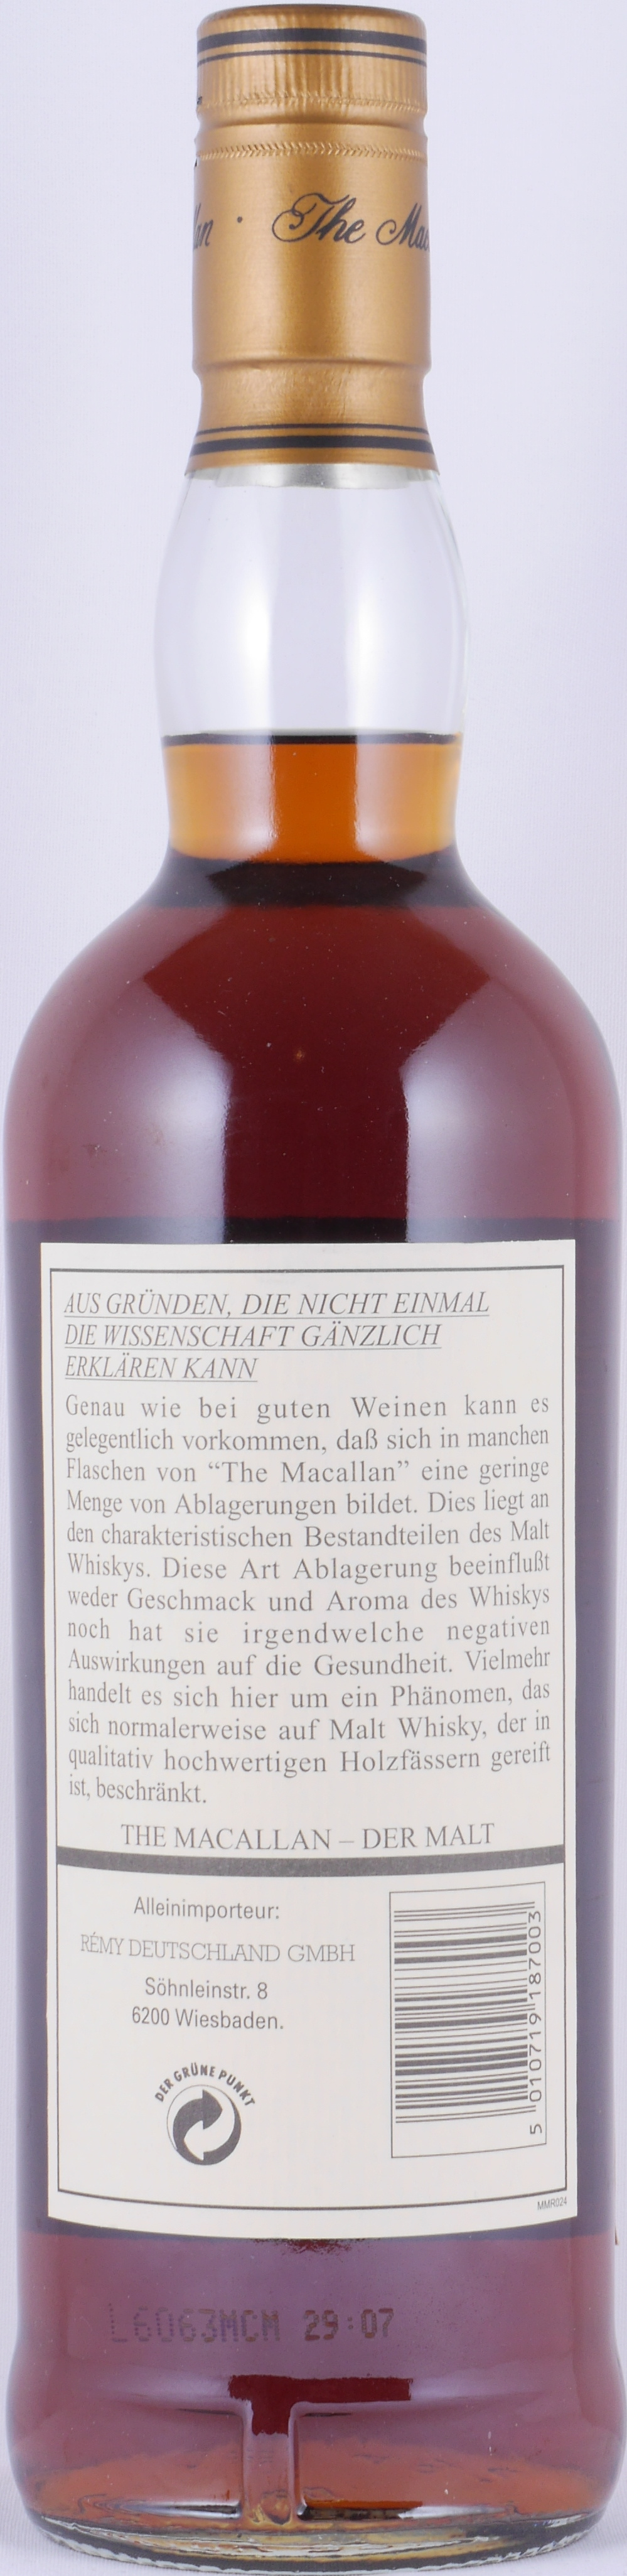 · The Mac
AUS GRÜNDEN, DIE NICHT EINMAL
DIE WISSENSCHAFT GÄNZLICH
ERKLÄREN KANN
Genau wie bei guten Weinen kann es
gelegentlich vorkommen, daß sich in manchen
Flaschen von “The Macallan” eine geringe
Menge von Ablagerungen bildet. Dies liegt an
den charakteristischen Bestandteilen des Malt
Whiskys. Diese Art Ablagerung beeinflußt
weder Geschmack und Aroma des Whiskys
noch hat sie irgendwelche negativen
Auswirkungen auf die Gesundheit. Vielmehr
handelt es sich hier um ein Phänomen, das
sich normalerweise auf Malt Whisky, der in
qualitativ hochwertigen Holzfässern gereift
ist, beschränkt.
THE MACALLAN – DER MALT
Alleinimporteur:
RÉMY DEUTSCHLAND GMBH
Söhnleinstr. 8
6200 Wiesbaden.
DER GRÜNE PUNKT
5 010719 187003
MMR024
L6063MCM 29:07